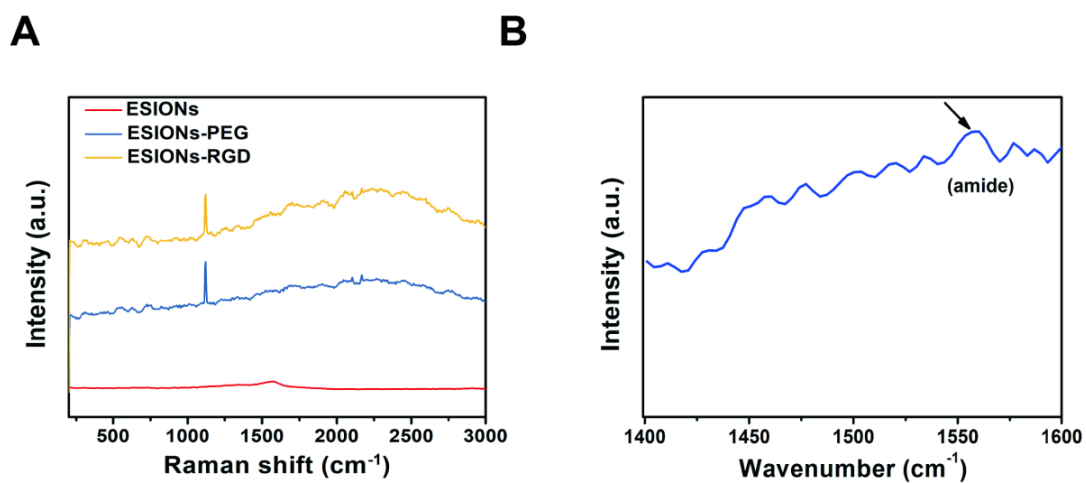 A
B
ESIONs
ESIONs-PEG
ESIONs-RGD
Intensity (a.u.)
500 1000 1500 2000 2500 3000
Raman shift (cm⁻¹)
(amide)
Intensity (a.u.)
1400 1450 1500 1550 1600
Wavenumber (cm⁻¹)